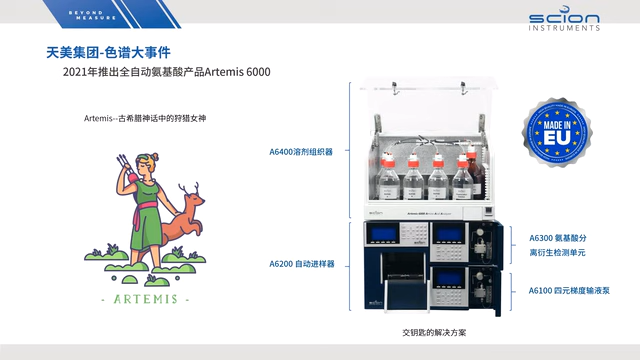 BEYOND
MEASURE
scion
INSTRUMENTS
天美集团-色谱大事件
2021年推出全自动氨基酸产品Artemis 6000
Artemis--古希腊神话中的狩猎女神
A6400溶剂组织器
MADE IN
EU
A6300 氨基酸分
离衍生检测单元
A6200 自动进样器
A6100 四元梯度输液泵
- ARTEMIS -
scion
交钥匙的解决方案